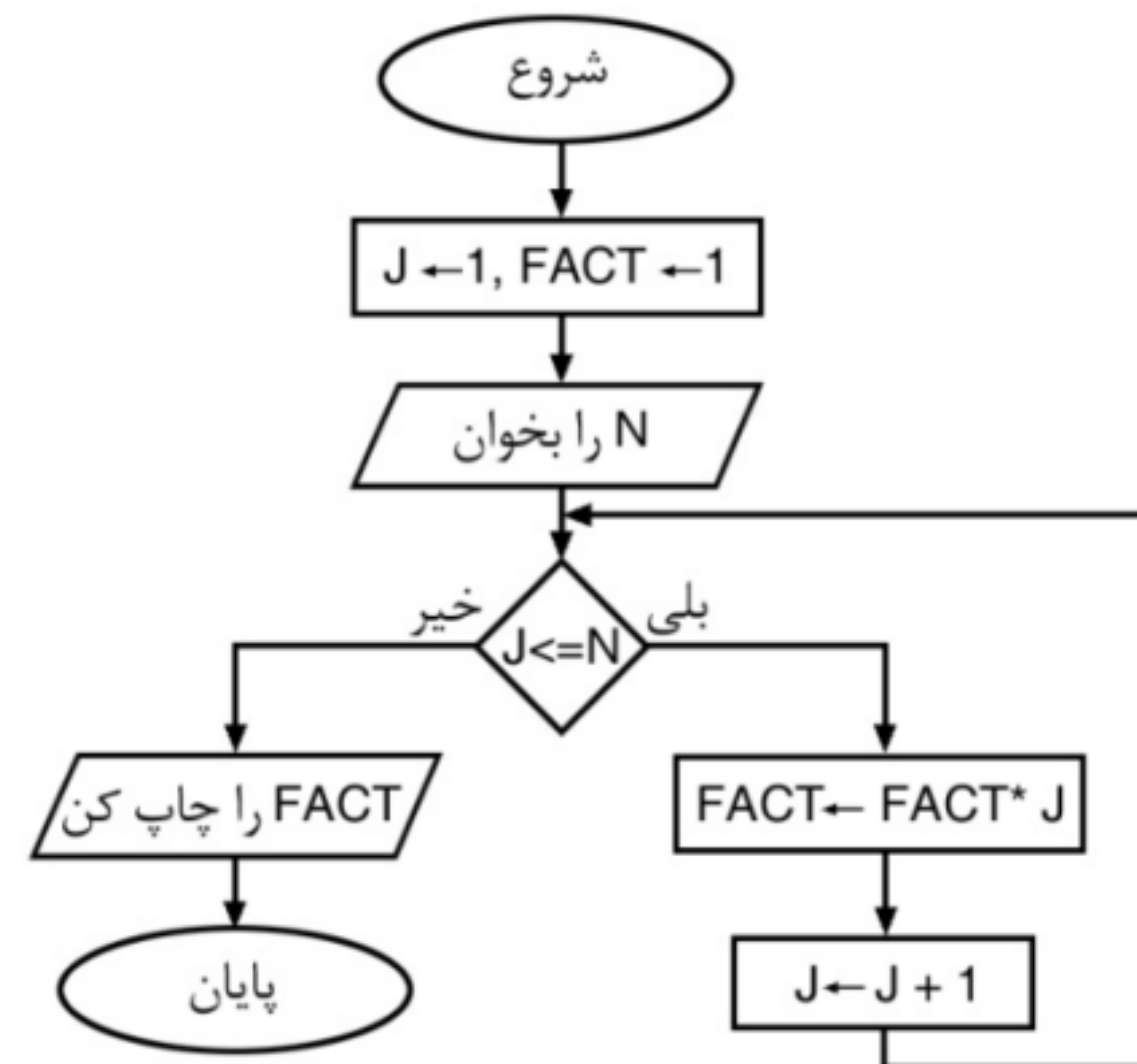 شروع
J ←1, FACT ←1
N را بخوان
خیر
بلی
J<=N
FACT را چاپ کن
FACT← FACT* J
پایان
J←J + 1